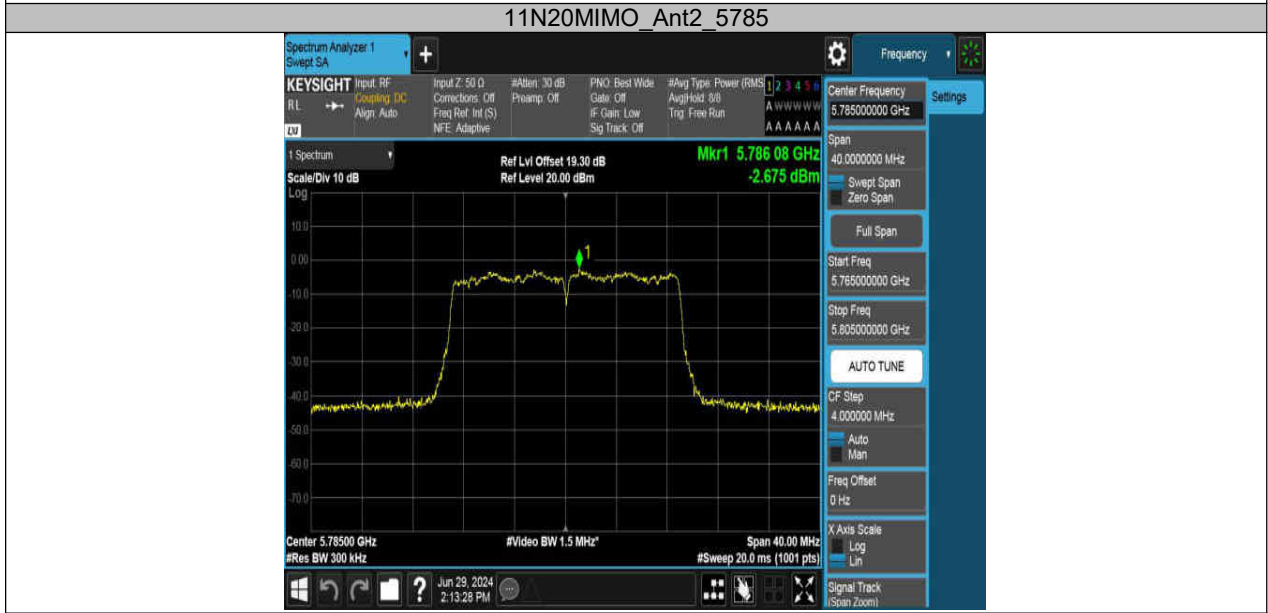 11N20MIMO_Ant2_5785
Spectrum Analyzer 1
Swept SA
+
Frequency
KEYSIGHT
RL
LXI
Input: RF
Coupling: DC
Align: Auto
Input Z: 50 Ω
Corrections: Off
Freq Ref: Int (S)
NFE: Adaptive
#Atten: 30 dB
Preamp: Off
PNO: Best Wide
Gate: Off
IF Gain: Low
Sig Track: Off
#Avg Type: Power (RMS
Avg|Hold: 8/8
Trig: Free Run
1 2 3 4 5 6
A W W W W W
A A A A A A
1 Spectrum
Scale/Div 10 dB
Log
Ref Lvl Offset 19.30 dB
Ref Level 20.00 dBm
Mkr1 5.786 08 GHz
-2.675 dBm
10.0
0.00
-10.0
-20.0
-30.0
-40.0
-50.0
-60.0
-70.0
1
Center 5.78500 GHz
#Res BW 300 kHz
#Video BW 1.5 MHz*
Span 40.00 MHz
#Sweep 20.0 ms (1001 pts)
?
Jun 29, 2024
2:13:28 PM
Center Frequency
5.785000000 GHz
Settings
Span
40.0000000 MHz
Swept Span
Zero Span
Full Span
Start Freq
5.765000000 GHz
Stop Freq
5.805000000 GHz
AUTO TUNE
CF Step
4.000000 MHz
Auto
Man
Freq Offset
0 Hz
X Axis Scale
Log
Lin
Signal Track
(Span Zoom)